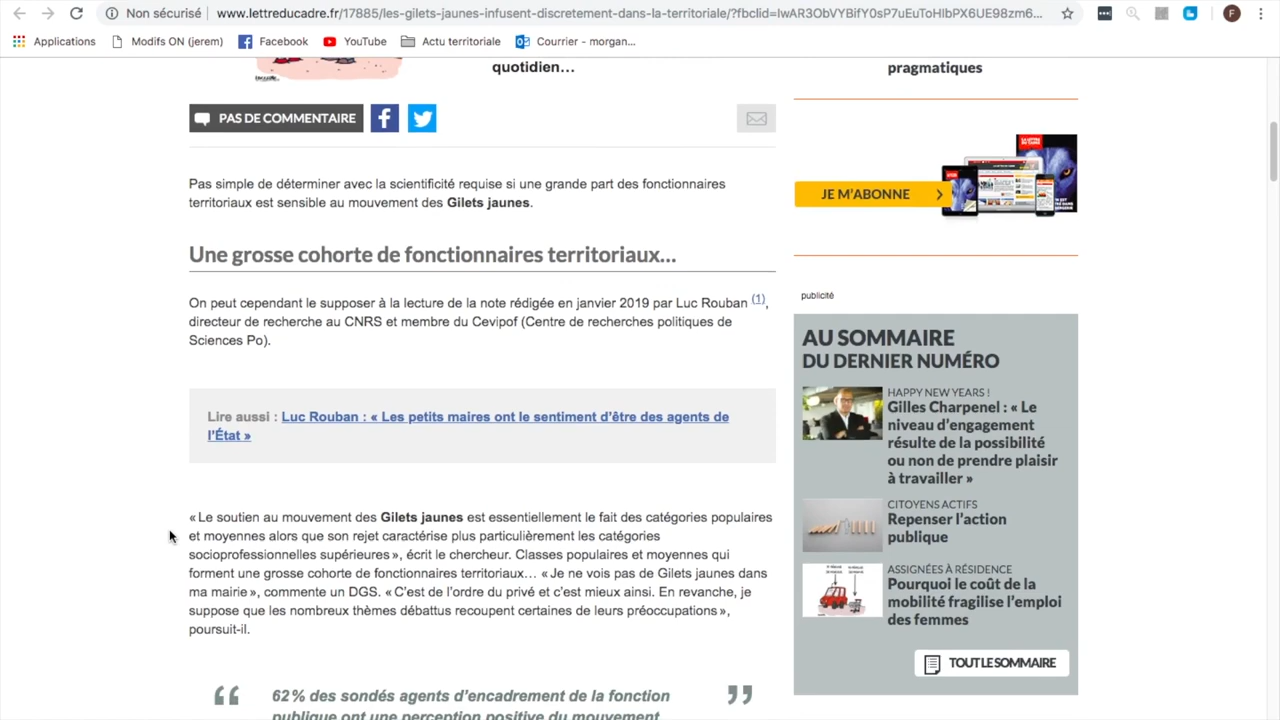 Non sécurisé
www.lettreducadre.fr/17885/les-gilets-jaunes-infusent-discretement-dans-la-territoriale/?fbclid=IwAR3ObVYBifY0sP7uEuToHIbPX6UE98zm6...
F
Applications
Modifs ON (jerem)
Facebook
YouTube
Actu territoriale
Courrier - morgan...
quotidien…
PAS DE COMMENTAIRE
Pas simple de déterminer avec la scientificité requise si une grande part des fonctionnaires
territoriaux est sensible au mouvement des Gilets jaunes.
Une grosse cohorte de fonctionnaires territoriaux…
On peut cependant le supposer à la lecture de la note rédigée en janvier 2019 par Luc Rouban (1),
directeur de recherche au CNRS et membre du Cevipof (Centre de recherches politiques de
Sciences Po).
Lire aussi : Luc Rouban : « Les petits maires ont le sentiment d'être des agents de
l'État »
« Le soutien au mouvement des Gilets jaunes est essentiellement le fait des catégories populaires
et moyennes alors que son rejet caractérise plus particulièrement les catégories
socioprofessionnelles supérieures », écrit le chercheur. Classes populaires et moyennes qui
forment une grosse cohorte de fonctionnaires territoriaux… « Je ne vois pas de Gilets jaunes dans
ma mairie », commente un DGS. « C'est de l'ordre du privé et c'est mieux ainsi. En revanche, je
suppose que les nombreux thèmes débattus recoupent certaines de leurs préoccupations »,
poursuit-il.
“ 62 % des sondés agents d'encadrement de la fonction ”
publique ont une perception positive du mouvement
pragmatiques
JE M'ABONNE
publicité
AU SOMMAIRE
DU DERNIER NUMÉRO
HAPPY NEW YEARS !
Gilles Charpenel : « Le
niveau d'engagement
résulte de la possibilité
ou non de prendre plaisir
à travailler »
CITOYENS ACTIFS
Repenser l'action
publique
ASSIGNÉES À RÉSIDENCE
Pourquoi le coût de la
mobilité fragilise l'emploi
des femmes
TOUT LE SOMMAIRE